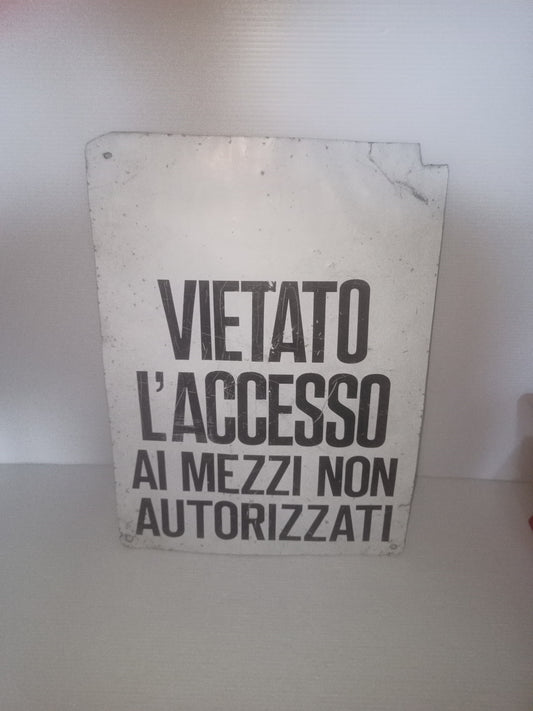 VIETATO
L'ACCESSO
AI MEZZI NON
AUTORIZZATI